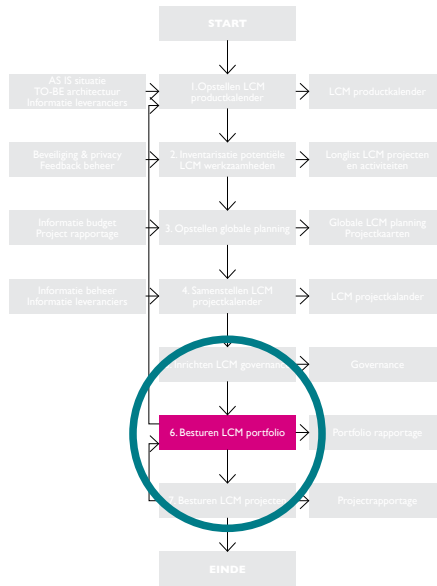 START
AS IS situatie
TO-BE architectuur
Informatie leveranciers
1. Opstellen LCM
productkalender
LCM productkalender
Beveiliging & privacy
Feedback beheer
2. Inventarisatie potentiële
LCM werkzaamheden
Longlist LCM projecten
en activiteiten
Informatie budget
Project rapportage
3. Opstellen globale planning
Globale LCM planning
Projectkaarten
Informatie beheer
Informatie leveranciers
4. Samenstellen LCM
projectkalender
LCM projectkalander
Inrichten LCM governance
Governance
6. Besturen LCM portfolio
Portfolio rapportage
7. Besturen LCM projecten
Projectrapportage
EINDE